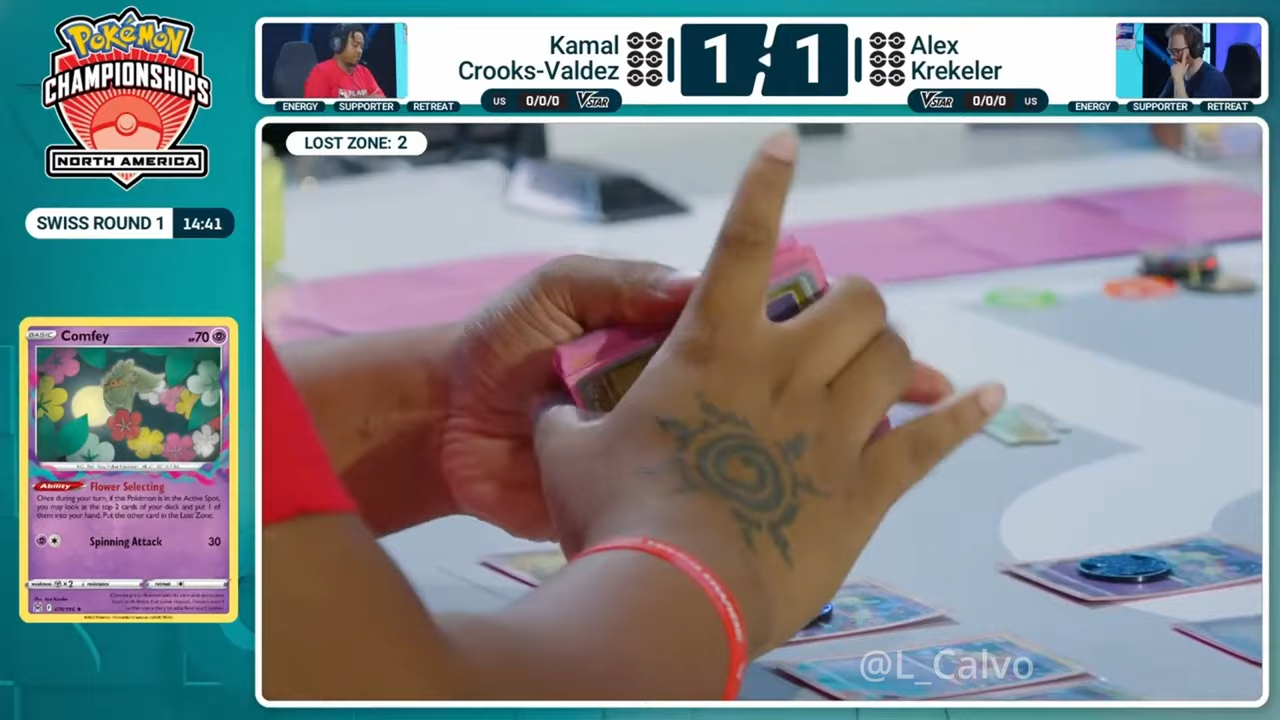 Pokémon
CHAMPIONSHIPS
NORTH AMERICA
SWISS ROUND 1 14:41
Kamal
Crooks-Valdez
1 1
Alex
Krekeler
ENERGY SUPPORTER RETREAT
US 0/0/0 VSTAR
VSTAR 0/0/0 US
ENERGY SUPPORTER RETREAT
LOST ZONE: 2
BASIC Comfey HP70
Ability Flower Selecting
Once during your turn, if this Pokémon is in the Active Spot,
you may look at the top 2 cards of your deck and put 1 of
them into your hand. Put the other card in the Lost Zone.
Spinning Attack 30
weakness x2 resistance retreat
@L_Calvo